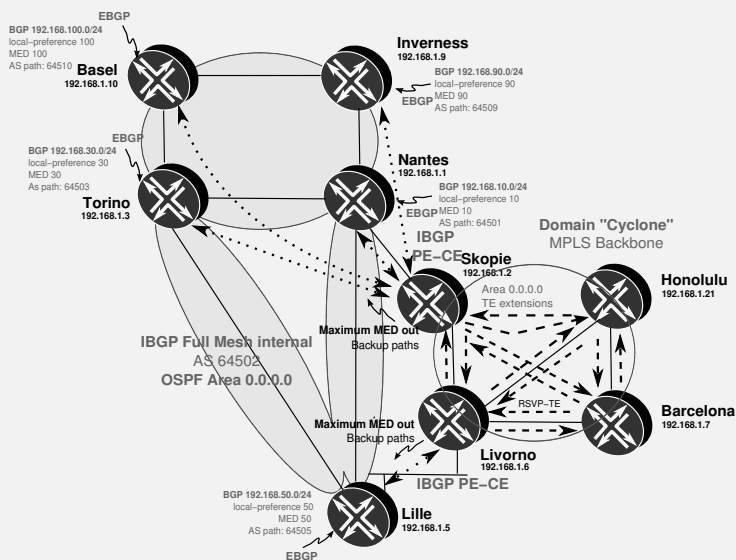 EBGP
BGP 192.168.100.0/24
local−preference 100
MED 100
AS path: 64510
Basel
192.168.1.10
Inverness
192.168.1.9
BGP 192.168.90.0/24
local−preference 90
MED 90
As path: 64509
EBGP
EBGP
BGP 192.168.30.0/24
local−preference 30
MED 30
As path: 64503
Torino
192.168.1.3
Nantes
192.168.1.1
BGP 192.168.10.0/24
local−preference 10
MED 10
As path: 64501
EBGP
IBGP
PE−CE
Domain "Cyclone"
MPLS Backbone
Skopie
192.168.1.2
Area 0.0.0.0
TE extensions
Honolulu
192.168.1.21
Maximum MED out
Backup paths
IBGP Full Mesh internal
AS 64502
OSPF Area 0.0.0.0
RSVP−TE
Barcelona
192.168.1.7
Maximum MED out
Backup paths
Livorno
192.168.1.6
IBGP PE−CE
BGP 192.168.50.0/24
local−preference 50
MED 50
AS path: 64505
Lille
192.168.1.5
EBGP